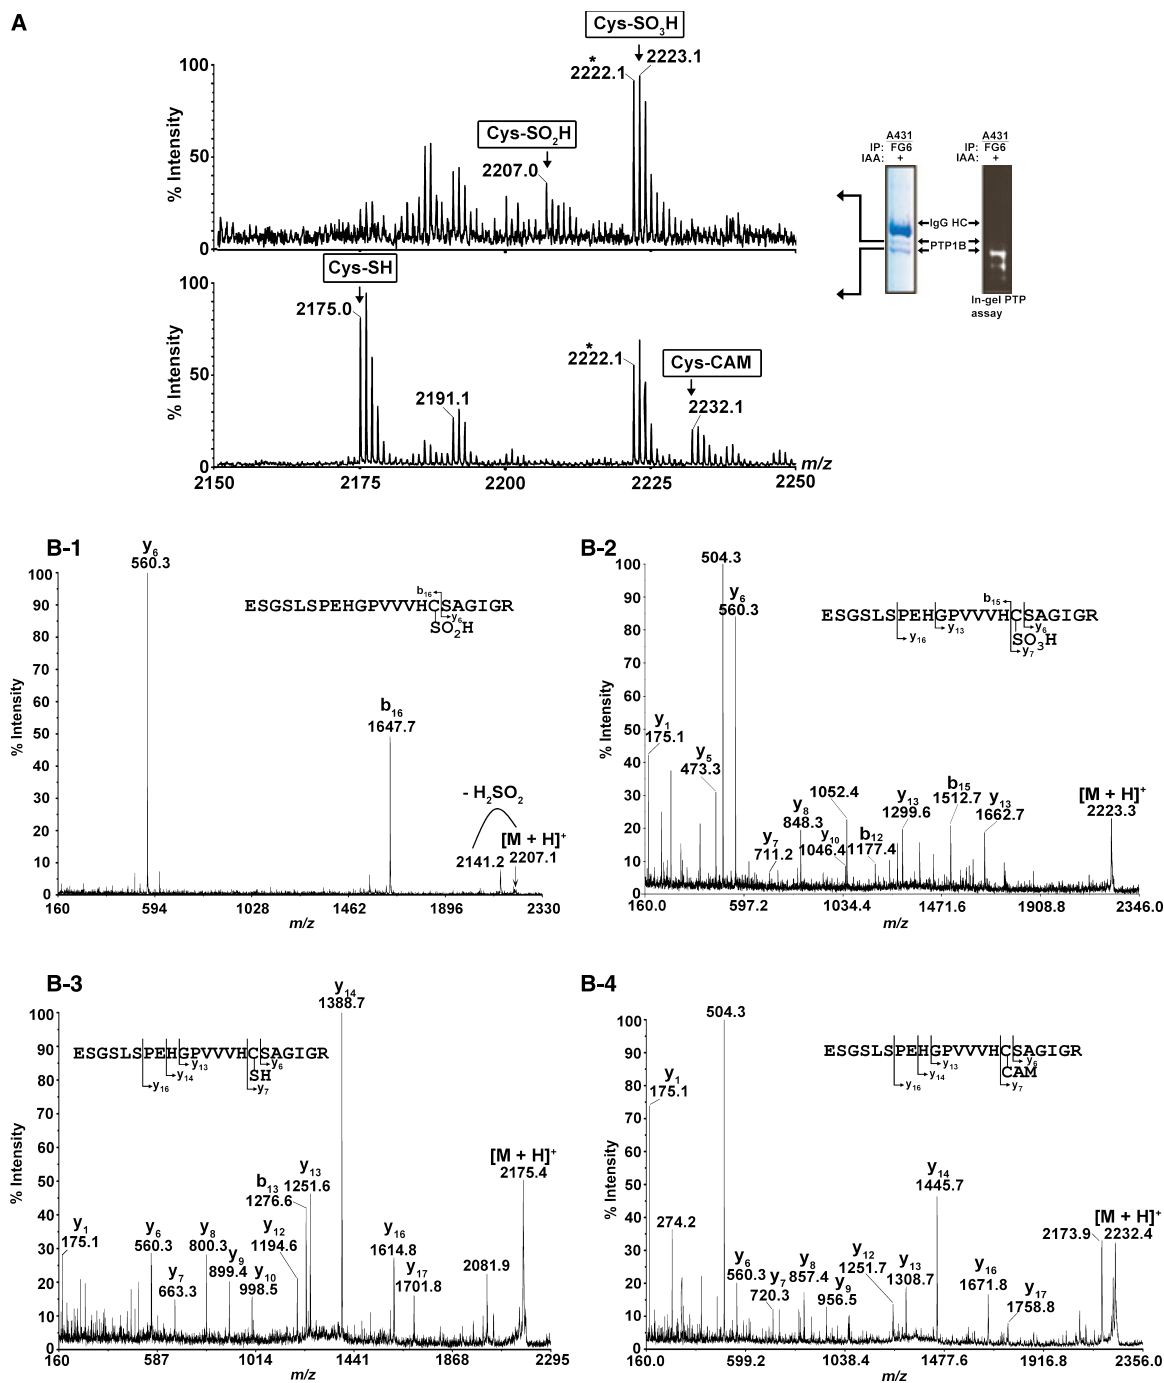 A
Cys-SO3H
* 2222.1
2223.1
Cys-SO2H
2207.0
% Intensity
100
50
0
Cys-SH
2175.0
2191.1
* 2222.1
Cys-CAM
2232.1
% Intensity
100
50
0
2150 2175 2200 2225 2250
m/z
A431 A431
IP: FG6 IP: FG6
IAA: + IAA: +
IgG HC
PTP1B
In-gel PTP
assay
B-1
y6
560.3
ESGSLSPEHGPVVVHCSAGIGR
b16
y6
SO2H
b16
1647.7
- H2SO2
[M + H]+
2141.2 2207.1
% Intensity
100
90
80
70
60
50
40
30
20
10
0
160 594 1028 1462 1896 2330
m/z
B-2
504.3
y6
560.3
ESGSLSPEHGPVVVHCSAGIGR
b15
y16 y13 y6
SO3H
y7
y1
175.1
y5
473.3
y7
711.2
y8
848.3
y10
1046.4
1052.4
b12
1177.4
y13
1299.6
b15
1512.7
y13
1662.7
[M + H]+
2223.3
% Intensity
100
90
80
70
60
50
40
30
20
10
0
160.0 597.2 1034.4 1471.6 1908.8 2346.0
m/z
B-3
y14
1388.7
ESGSLSPEHGPVVVHCSAGIGR
y16 y14 y13 y6
SH
y7
y1
175.1
y6
560.3
y7
663.3
y8
800.3
y9
899.4
y10
998.5
y12
1194.6
b13
1276.6
y13
1251.6
y16
1614.8
y17
1701.8
2081.9
[M + H]+
2175.4
% Intensity
100
90
80
70
60
50
40
30
20
10
0
160 587 1014 1441 1868 2295
m/z
B-4
504.3
ESGSLSPEHGPVVVHCSAGIGR
y16 y14 y13 y6
CAM
y7
y1
175.1
274.2
y6
560.3
y7
720.3
y8
857.4
y9
956.5
y12
1251.7
y13
1308.7
y14
1445.7
y16
1671.8
y17
1758.8
2173.9
[M + H]+
2232.4
% Intensity
100
90
80
70
60
50
40
30
20
10
0
160.0 599.2 1038.4 1477.6 1916.8 2356.0
m/z